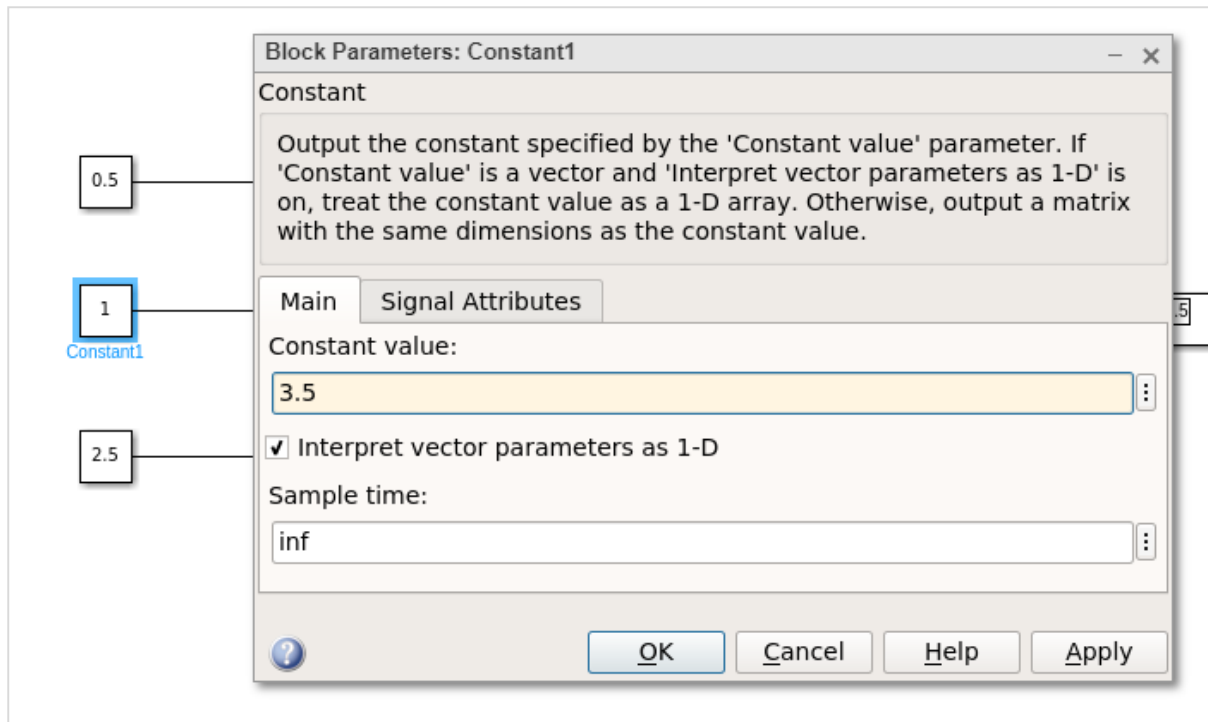 Block Parameters: Constant1
Constant
Output the constant specified by the 'Constant value' parameter. If
'Constant value' is a vector and 'Interpret vector parameters as 1-D' is
on, treat the constant value as a 1-D array. Otherwise, output a matrix
with the same dimensions as the constant value.
0.5
Main Signal Attributes
1
Constant1
.5
Constant value:
3.5
Interpret vector parameters as 1-D
2.5
Sample time:
inf
OK Cancel Help Apply